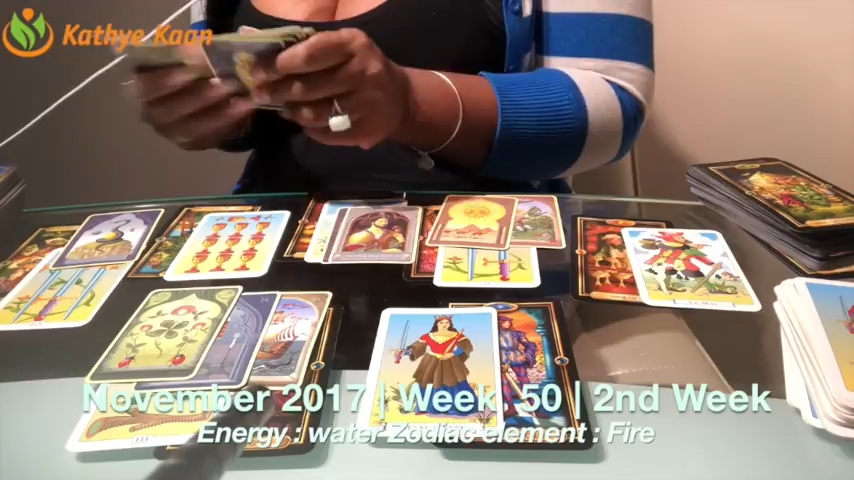 Kathye Kaan
November 2017 | Week 50 | 2nd Week
Energy : water Zodiac element : Fire